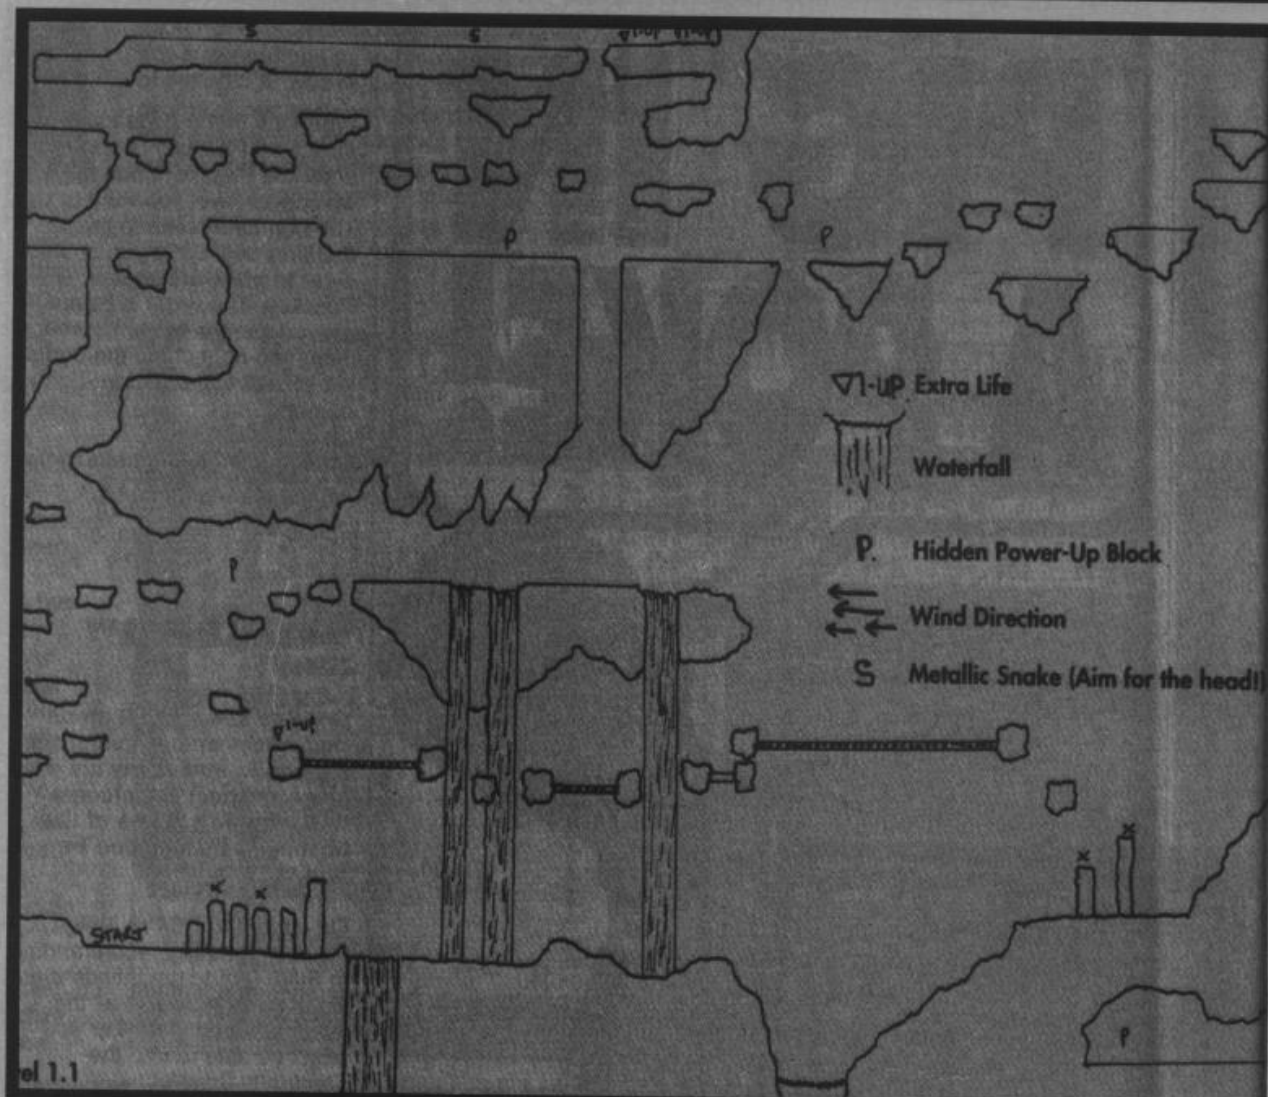 S S
P P
▽1-UP Extra Life
Waterfall
P. Hidden Power-Up Block
P
Wind Direction
S Metallic Snake (Aim for the head!)
▽1-UP
X
X
X X
START
P
el 1.1